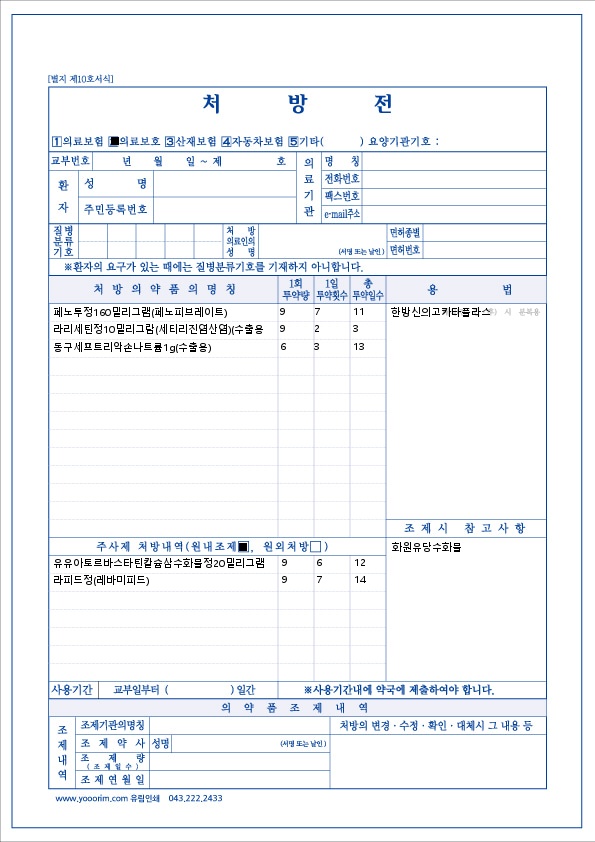 [별지 제10호서식]
처 방 전
1의료보험 ■의료보호 3산재보험 4자동차보험 5기타( ) 요양기관기호 :
교부번호 년 월 일 ~ 제 호
환 자
성 명
주민등록번호
의료기관
명 칭
전화번호
팩스번호
e-mail주소
질병분류기호
처 방 의료인의 성 명
(서명 또는 날인)
면허종별
면허번호
※환자의 요구가 있는 때에는 질병분류기호를 기재하지 아니합니다.
처 방 의 약 품 의 명 칭 1회 투약량 1일 투약횟수 총 투약일수 용 법
페노투정160밀리그램(페노피브레이트) 9 7 11 한방신의고카타플라스
라리세틴정10밀리그람(세티리진염산염)(수출용 9 2 3
동구세프트리악손나트륨1g(수출용) 6 3 13
조 제 시 참 고 사 항
주사제 처방내역(원내조제■, 원외처방□)
화원유당수화물
유유아토르바스타틴칼슘삼수화물정20밀리그램 9 6 12
라피드정(레바미피드) 9 7 14
사용기간 교부일부터 ( ) 일간 ※사용기간내에 약국에 제출하여야 합니다.
의 약 품 조 제 내 역
조제내역
조제기관의명칭
처방의 변경 · 수정 · 확인 · 대체시 그 내용 등
조 제 약 사 성명 (서명 또는 날인)
조 제 량
(조제일수)
조 제 연 월 일
www.yooorim.com 유림인쇄 043.222.2433